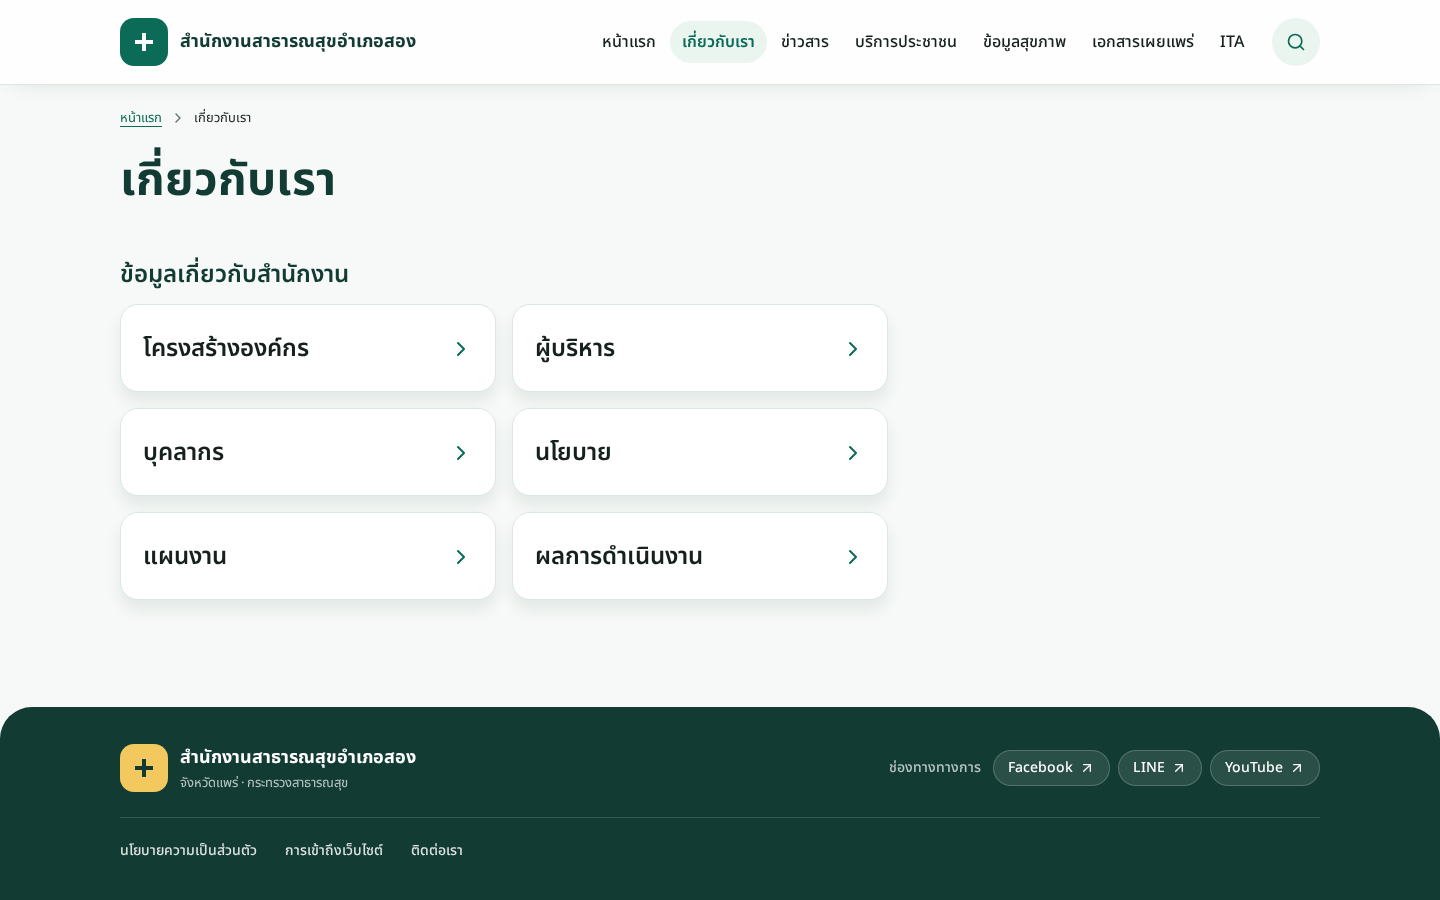 สำนักงานสาธารณสุขอำเภอสอง
หน้าแรก
เกี่ยวกับเรา
ข่าวสาร
บริการประชาชน
ข้อมูลสุขภาพ
เอกสารเผยแพร่
ITA
หน้าแรก
เกี่ยวกับเรา
เกี่ยวกับเรา
ข้อมูลเกี่ยวกับสำนักงาน
โครงสร้างองค์กร
ผู้บริหาร
บุคลากร
นโยบาย
แผนงาน
ผลการดำเนินงาน
สำนักงานสาธารณสุขอำเภอสอง
จังหวัดแพร่ · กระทรวงสาธารณสุข
ช่องทางทางการ
Facebook
LINE
YouTube
นโยบายความเป็นส่วนตัว
การเข้าถึงเว็บไซต์
ติดต่อเรา